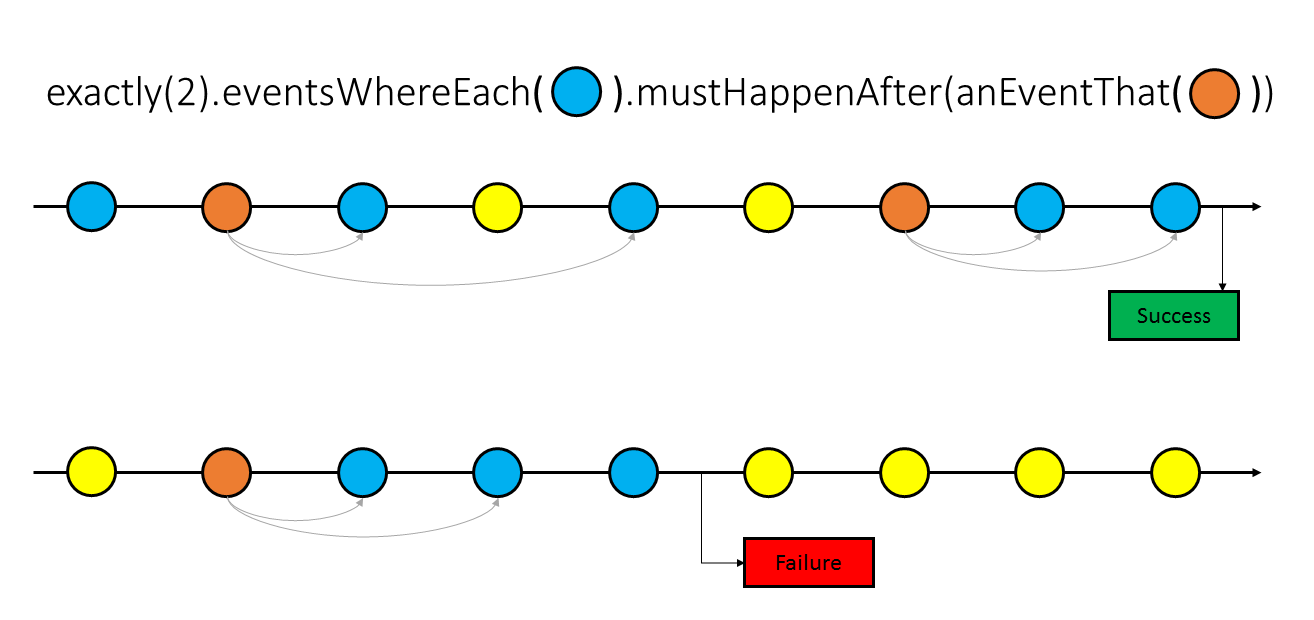 exactly(2).eventsWhereEach( ).mustHappenAfter(anEventThat( ))
Success
Failure